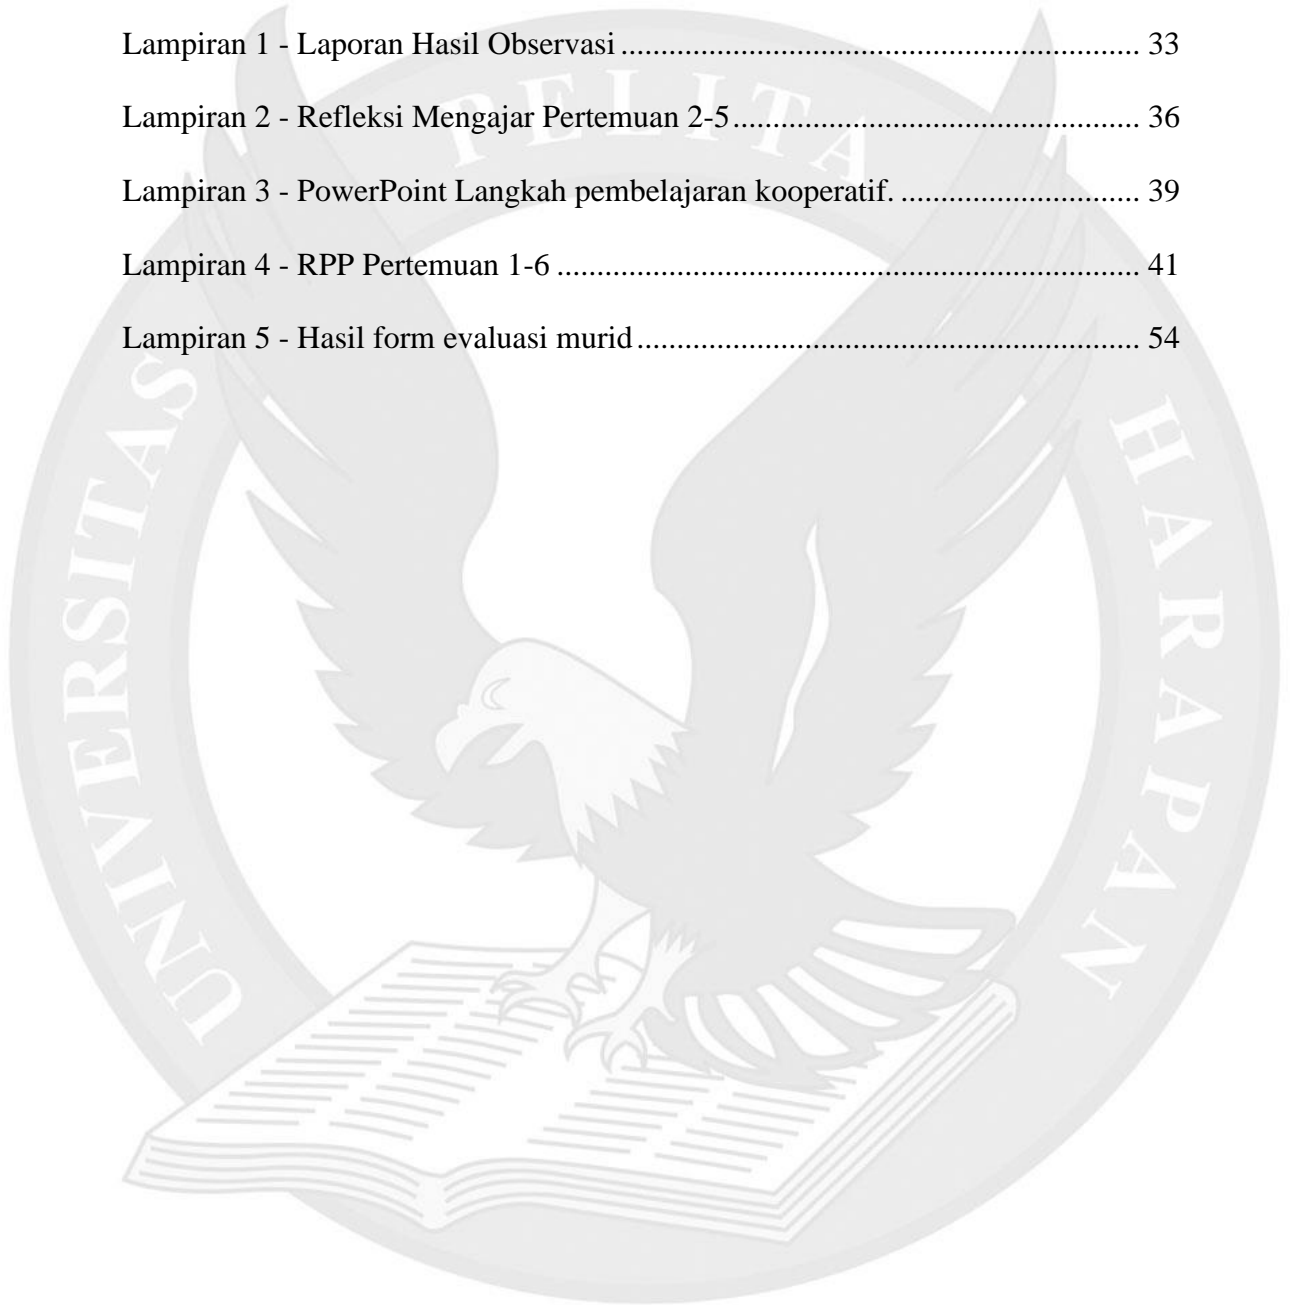 Lampiran 1 - Laporan Hasil Observasi ................................................................. 33
Lampiran 2 - Refleksi Mengajar Pertemuan 2-5 ................................................... 36
Lampiran 3 - PowerPoint Langkah pembelajaran kooperatif. .............................. 39
Lampiran 4 - RPP Pertemuan 1-6 ......................................................................... 41
Lampiran 5 - Hasil form evaluasi murid ............................................................... 54
UNIVERSITAS PELITA HARAPAN